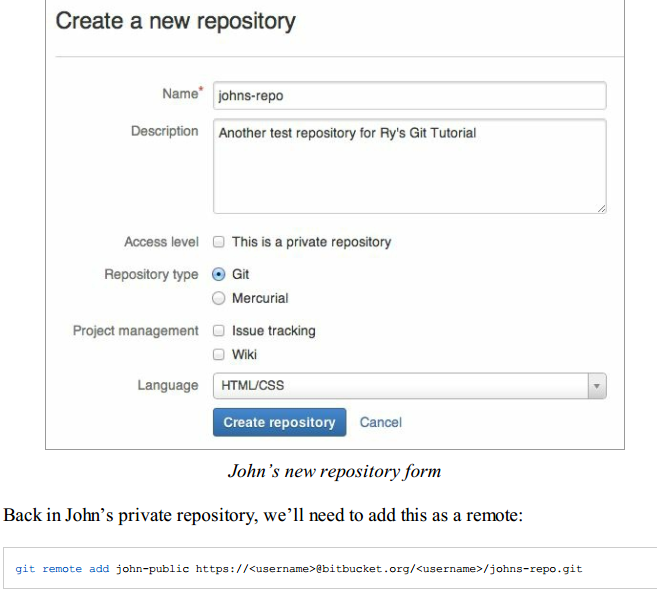 Create a new repository
Name*
johns-repo
Description
Another test repository for Ry's Git Tutorial
Access level
This is a private repository
Repository type
Git
Mercurial
Project management
Issue tracking
Wiki
Language
HTML/CSS
Create repository
Cancel
John’s new repository form
Back in John’s private repository, we’ll need to add this as a remote:
git remote add john-public https://<username>@bitbucket.org/<username>/johns-repo.git